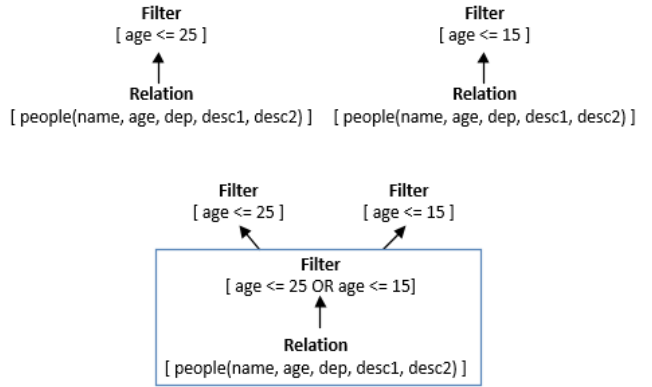 Filter
[ age <= 25 ]
Relation
[ people(name, age, dep, desc1, desc2) ]
Filter
[ age <= 15 ]
Relation
[ people(name, age, dep, desc1, desc2) ]
Filter
[ age <= 25 ]
Filter
[ age <= 15 ]
Filter
[ age <= 25 OR age <= 15]
Relation
[ people(name, age, dep, desc1, desc2) ]